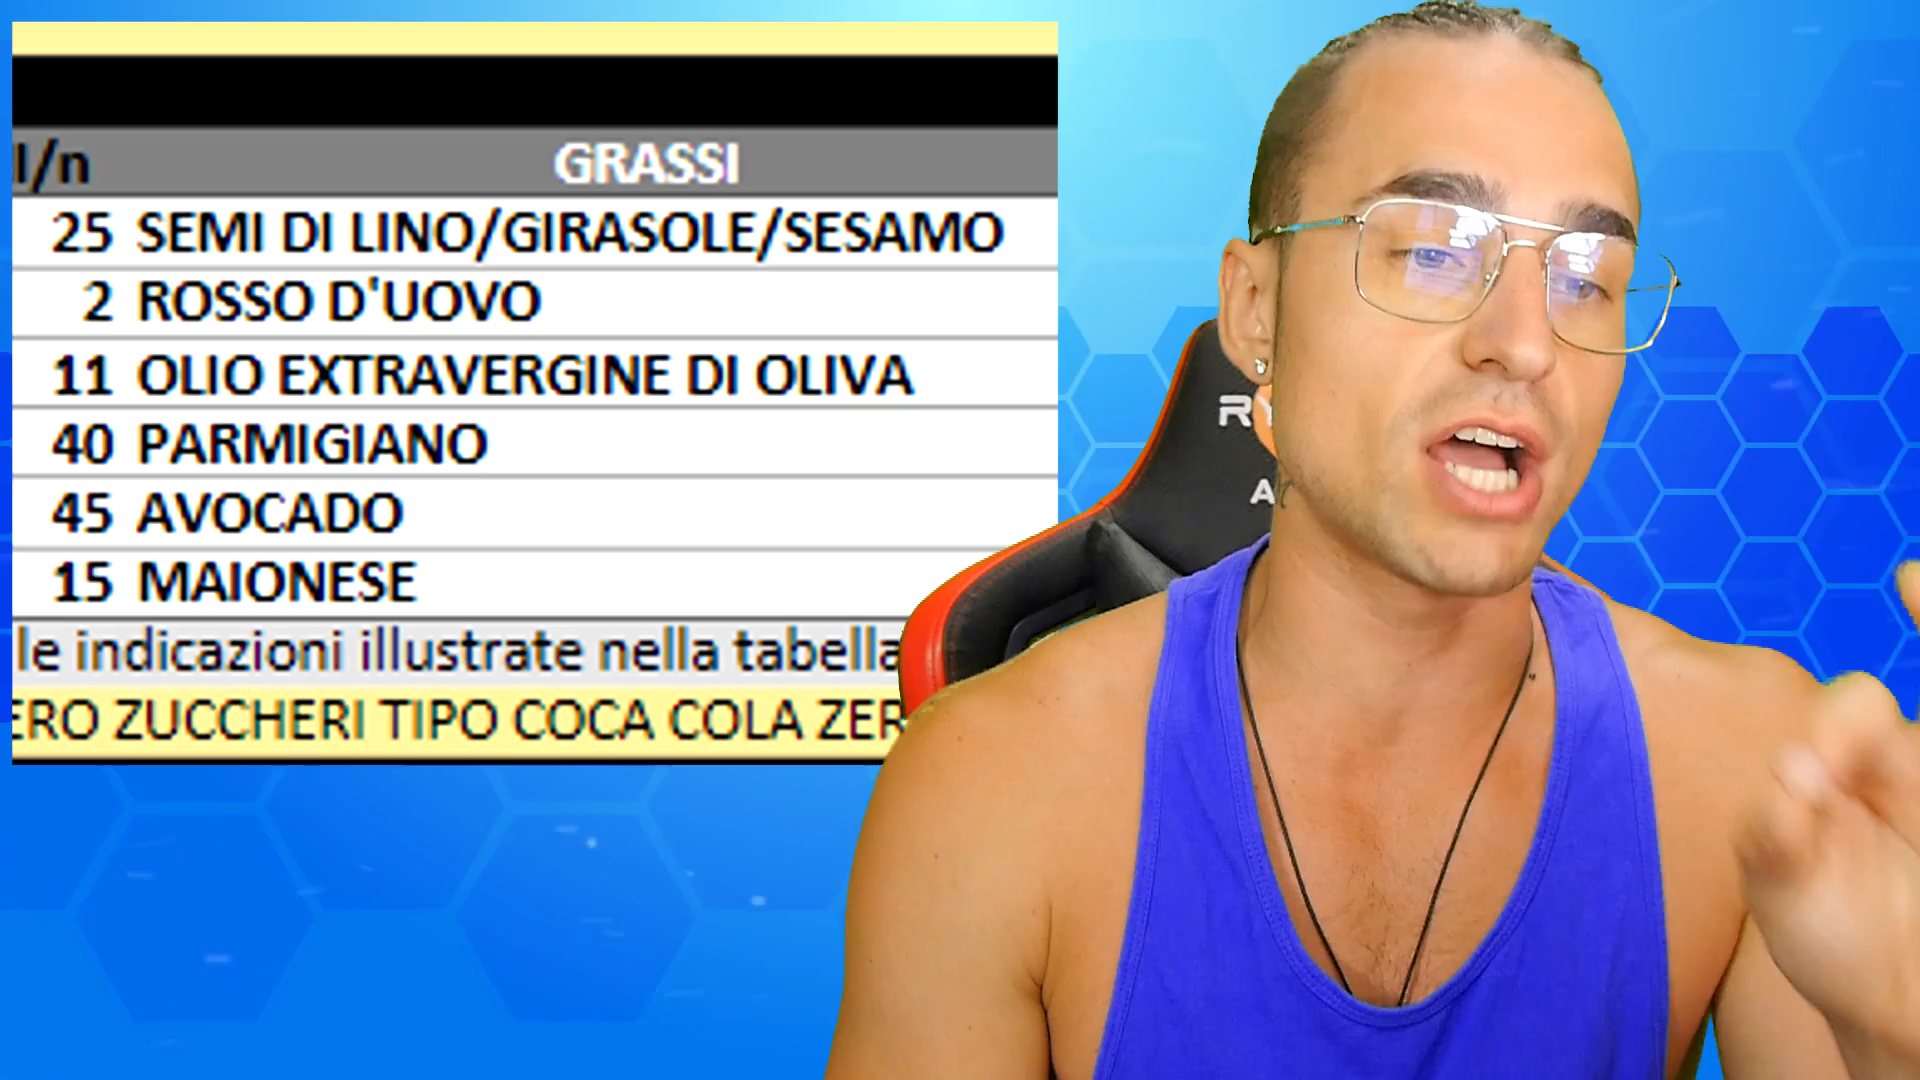 l/n GRASSI
25 SEMI DI LINO/GIRASOLE/SESAMO
2 ROSSO D'UOVO
11 OLIO EXTRAVERGINE DI OLIVA
40 PARMIGIANO
45 AVOCADO
15 MAIONESE
le indicazioni illustrate nella tabella
ERO ZUCCHERI TIPO COCA COLA ZER